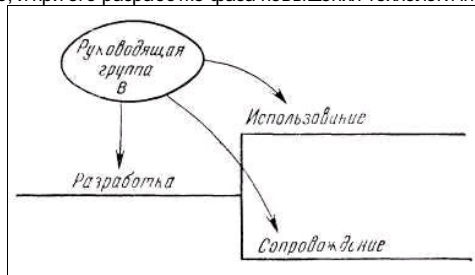 Руководящая
группа
В
Использование
Разработка
Сопровождение